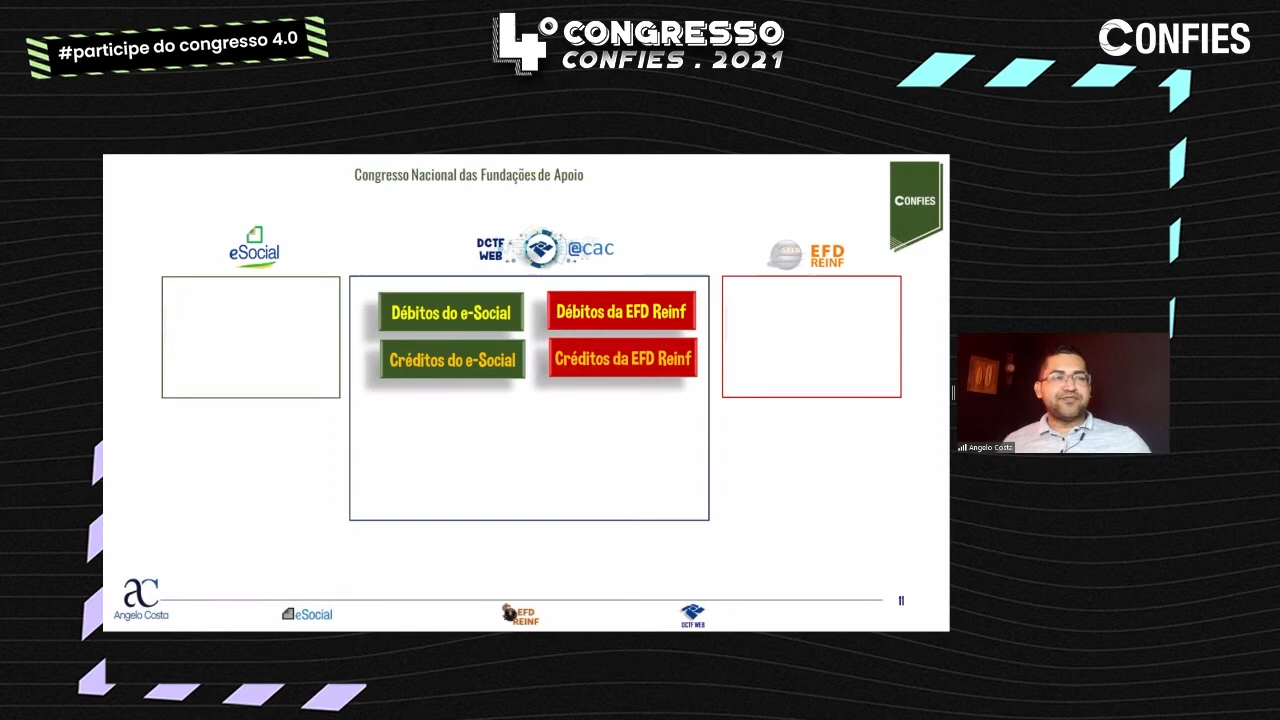 #participe do congresso 4.0
4º CONGRESSO
CONFIES . 2021
CONFIES
Congresso Nacional das Fundações de Apoio
CONFIES
eSocial
DCTF
WEB
@cac
EFD
REINF
Débitos do e-Social
Débitos da EFD Reinf
Créditos do e-Social
Créditos da EFD Reinf
Angelo Costa
AC
Angelo Costa
eSocial
EFD
REINF
DCTF WEB
11